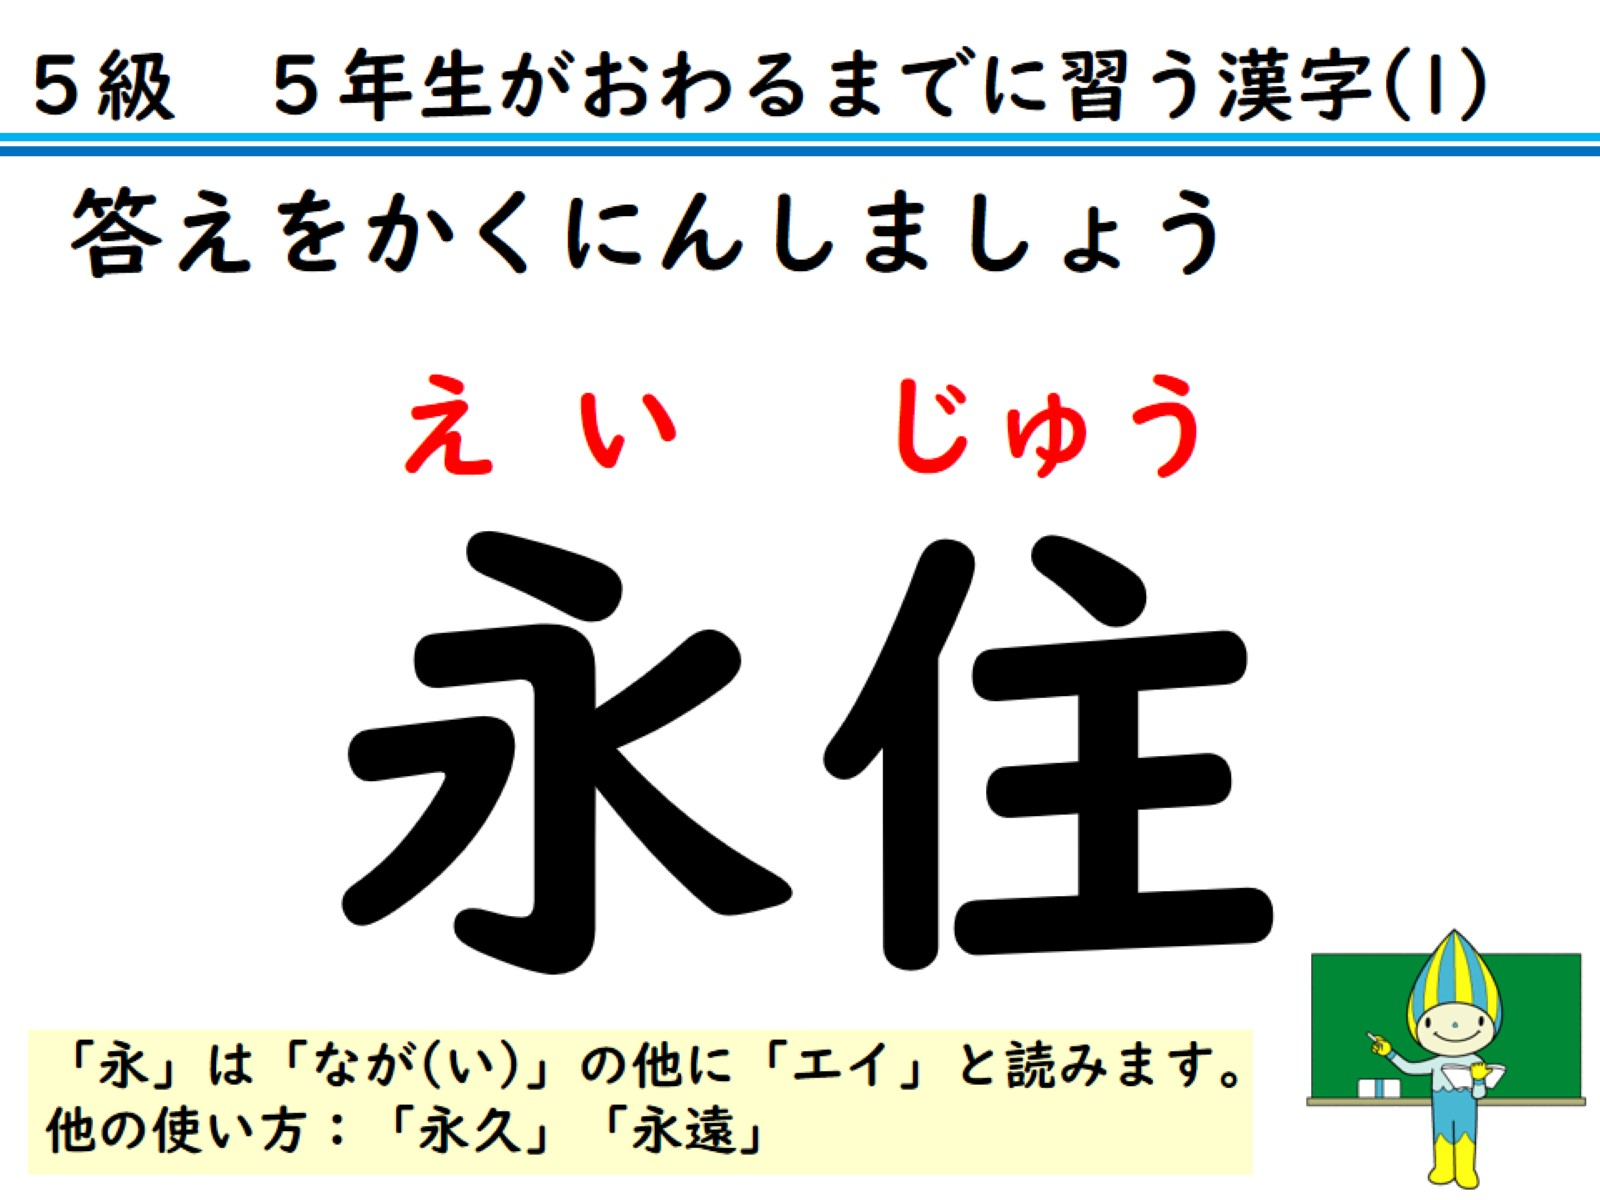 ５級　５年生がおわるまでに習う漢字(1)
答えをかくにんしましょう
えい　じゅう
永住
「永」は「なが(い)」の他に「エイ」と読みます。
他の使い方：「永久」「永遠」